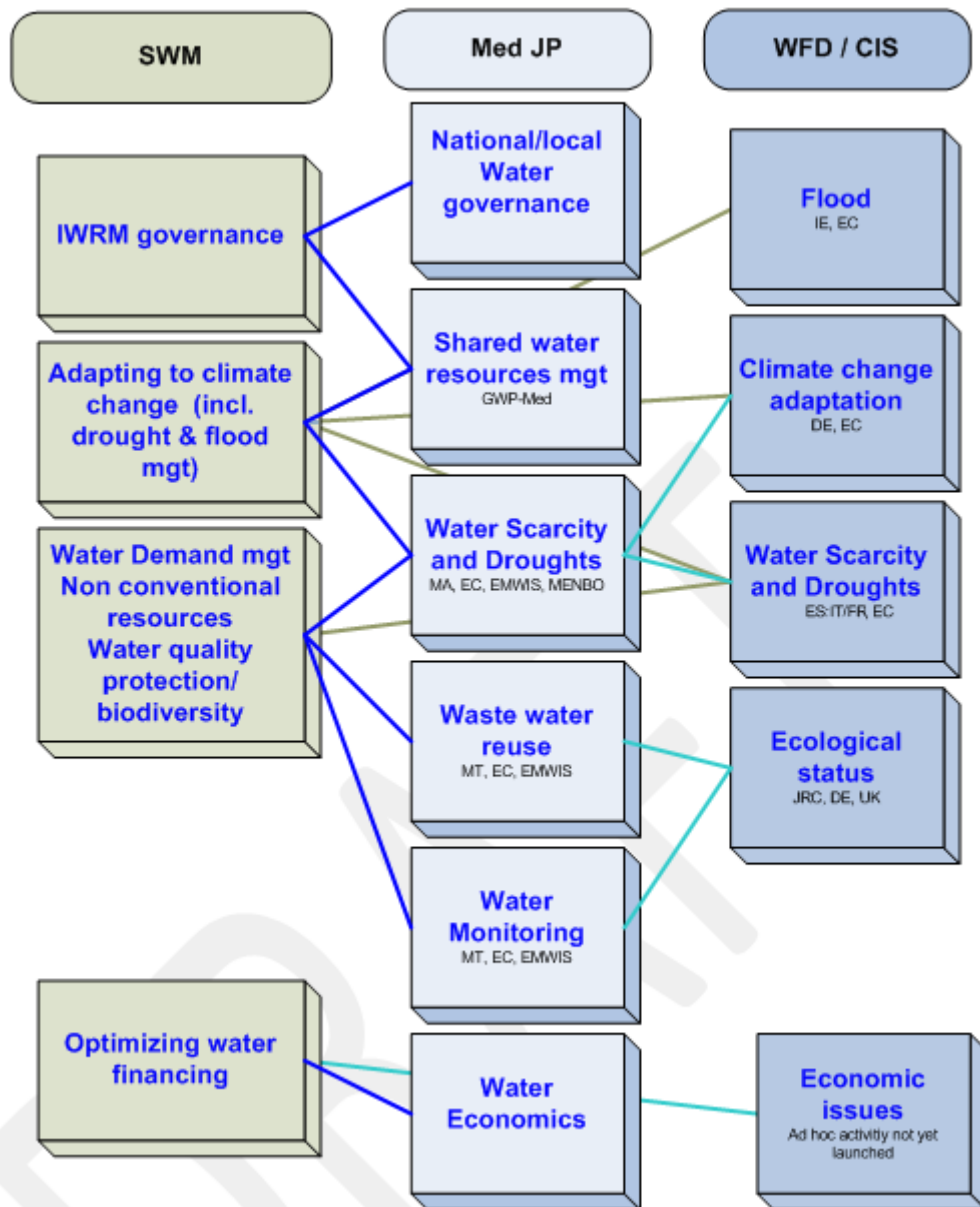 SWM
Med JP
WFD / CIS
IWRM governance
Adapting to climate
change (incl.
drought & flood
mgt)
Water Demand mgt
Non conventional
resources
Water quality
protection/
biodiversity
Optimizing water
financing
National/local
Water
governance
Shared water
resources mgt
GWP-Med
Water Scarcity
and Droughts
MA, EC, EMWIS, MENBO
Waste water
reuse
MT, EC, EMWIS
Water
Monitoring
MT, EC, EMWIS
Water
Economics
Flood
IE, EC
Climate change
adaptation
DE, EC
Water Scarcity
and Droughts
ES:IT/FR, EC
Ecological
status
JRC, DE, UK
Economic
issues
Ad hoc activitiy not yet
launched
DRAFT